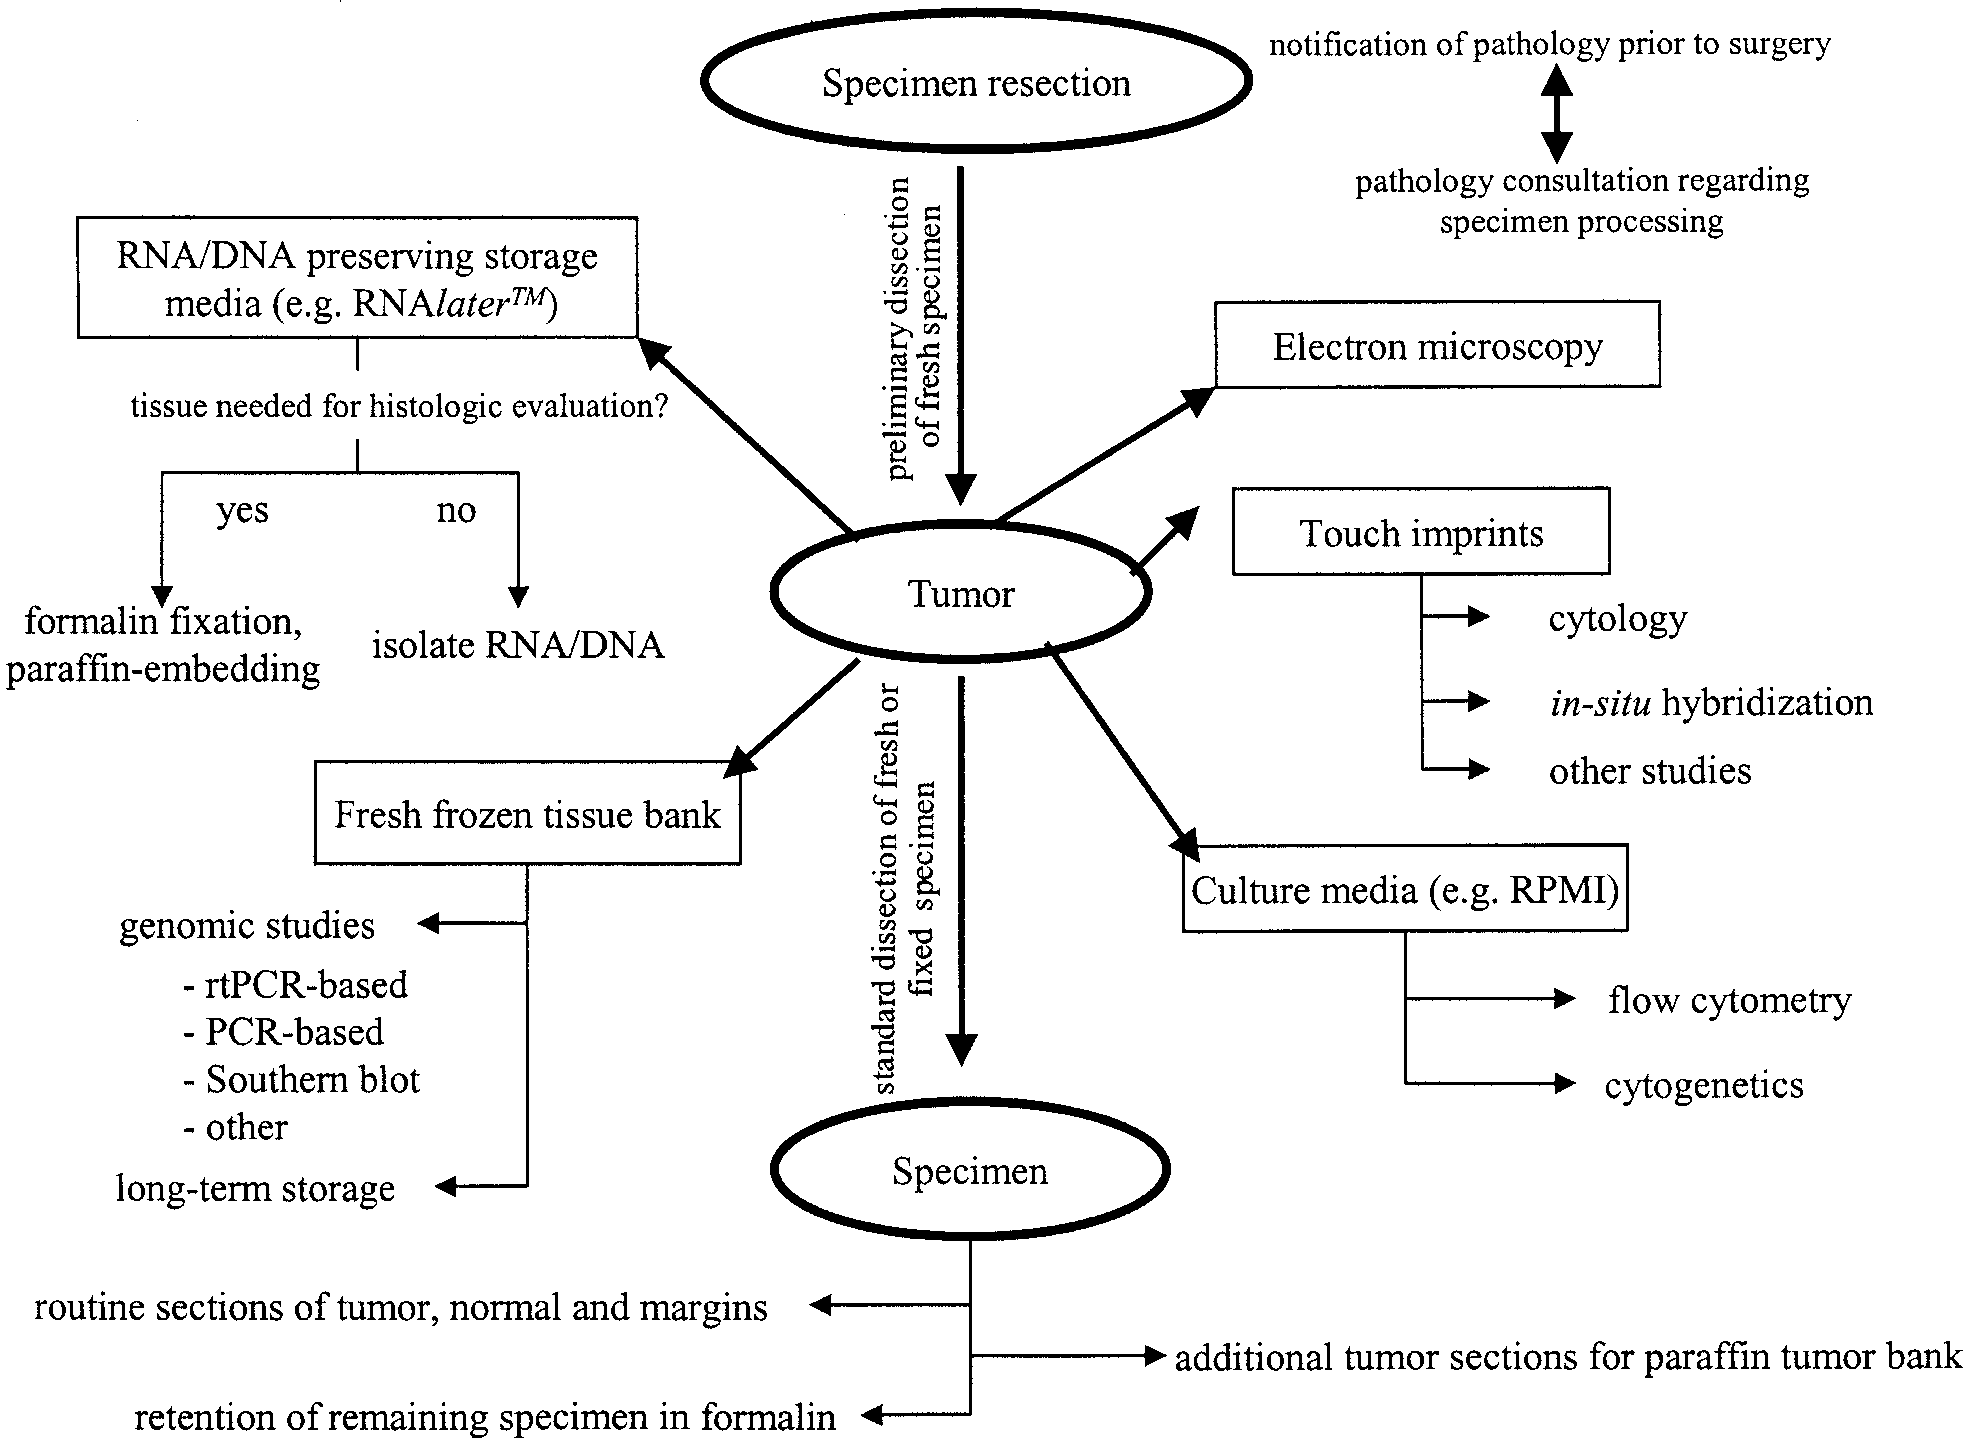 Specimen resection
notification of pathology prior to surgery
pathology consultation regarding
specimen processing
preliminary dissection
of fresh specimen
RNA/DNA preserving storage
media (e.g. RNAlater™)
tissue needed for histologic evaluation?
yes
no
formalin fixation,
paraffin-embedding
isolate RNA/DNA
Electron microscopy
Touch imprints
cytology
in-situ hybridization
other studies
Tumor
standard dissection of fresh or
fixed specimen
Fresh frozen tissue bank
genomic studies
- rtPCR-based
- PCR-based
- Southern blot
- other
long-term storage
Culture media (e.g. RPMI)
flow cytometry
cytogenetics
Specimen
routine sections of tumor, normal and margins
additional tumor sections for paraffin tumor bank
retention of remaining specimen in formalin